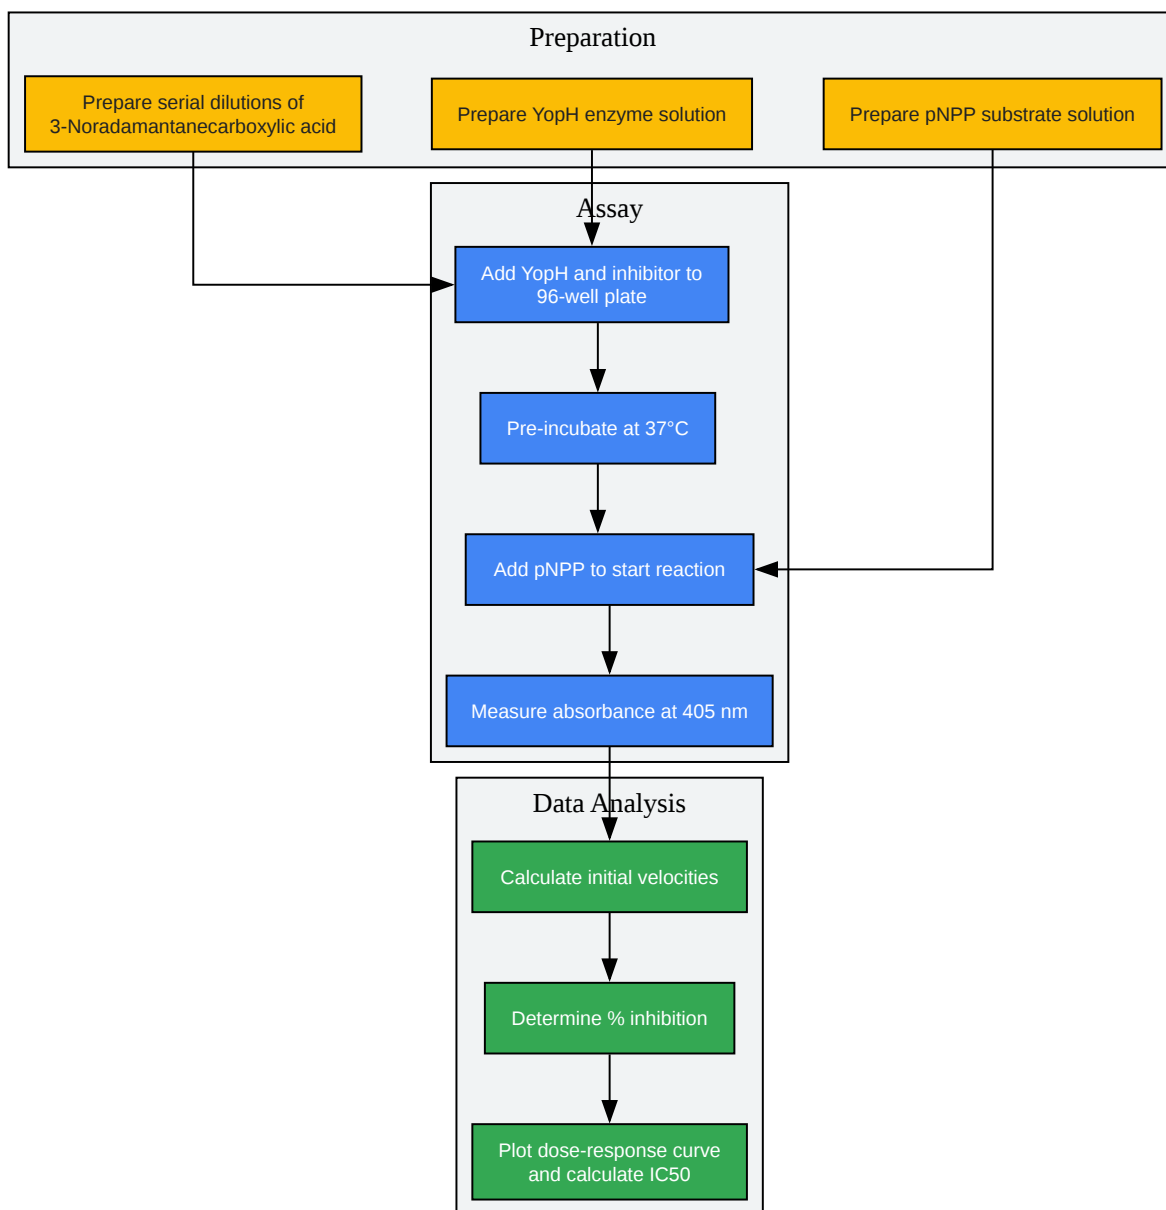 Preparation
Prepare serial dilutions of
3-Noradamantanecarboxylic acid
Prepare YopH enzyme solution
Prepare pNPP substrate solution
Assay
Add YopH and inhibitor to
96-well plate
Pre-incubate at 37°C
Add pNPP to start reaction
Measure absorbance at 405 nm
Data Analysis
Calculate initial velocities
Determine % inhibition
Plot dose-response curve
and calculate IC50